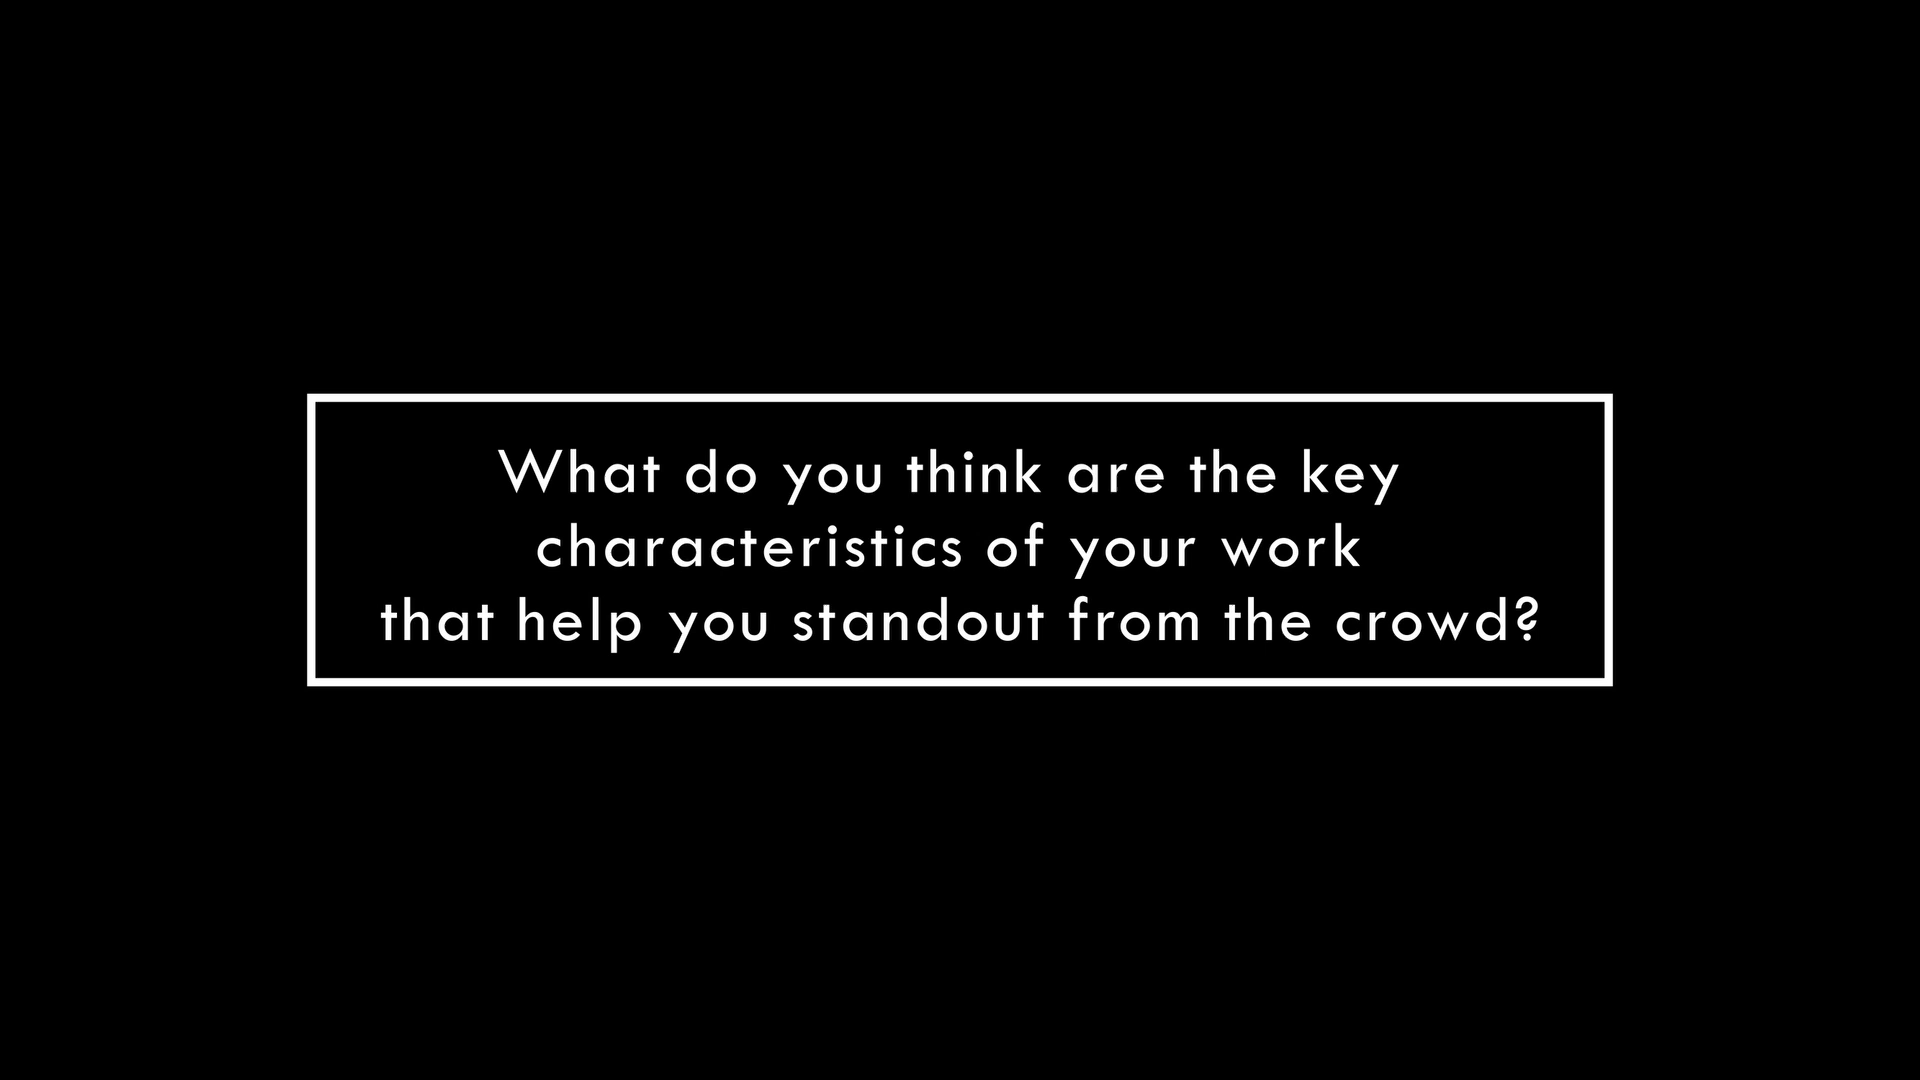 What do you think are the key
characteristics of your work
that help you standout from the crowd?